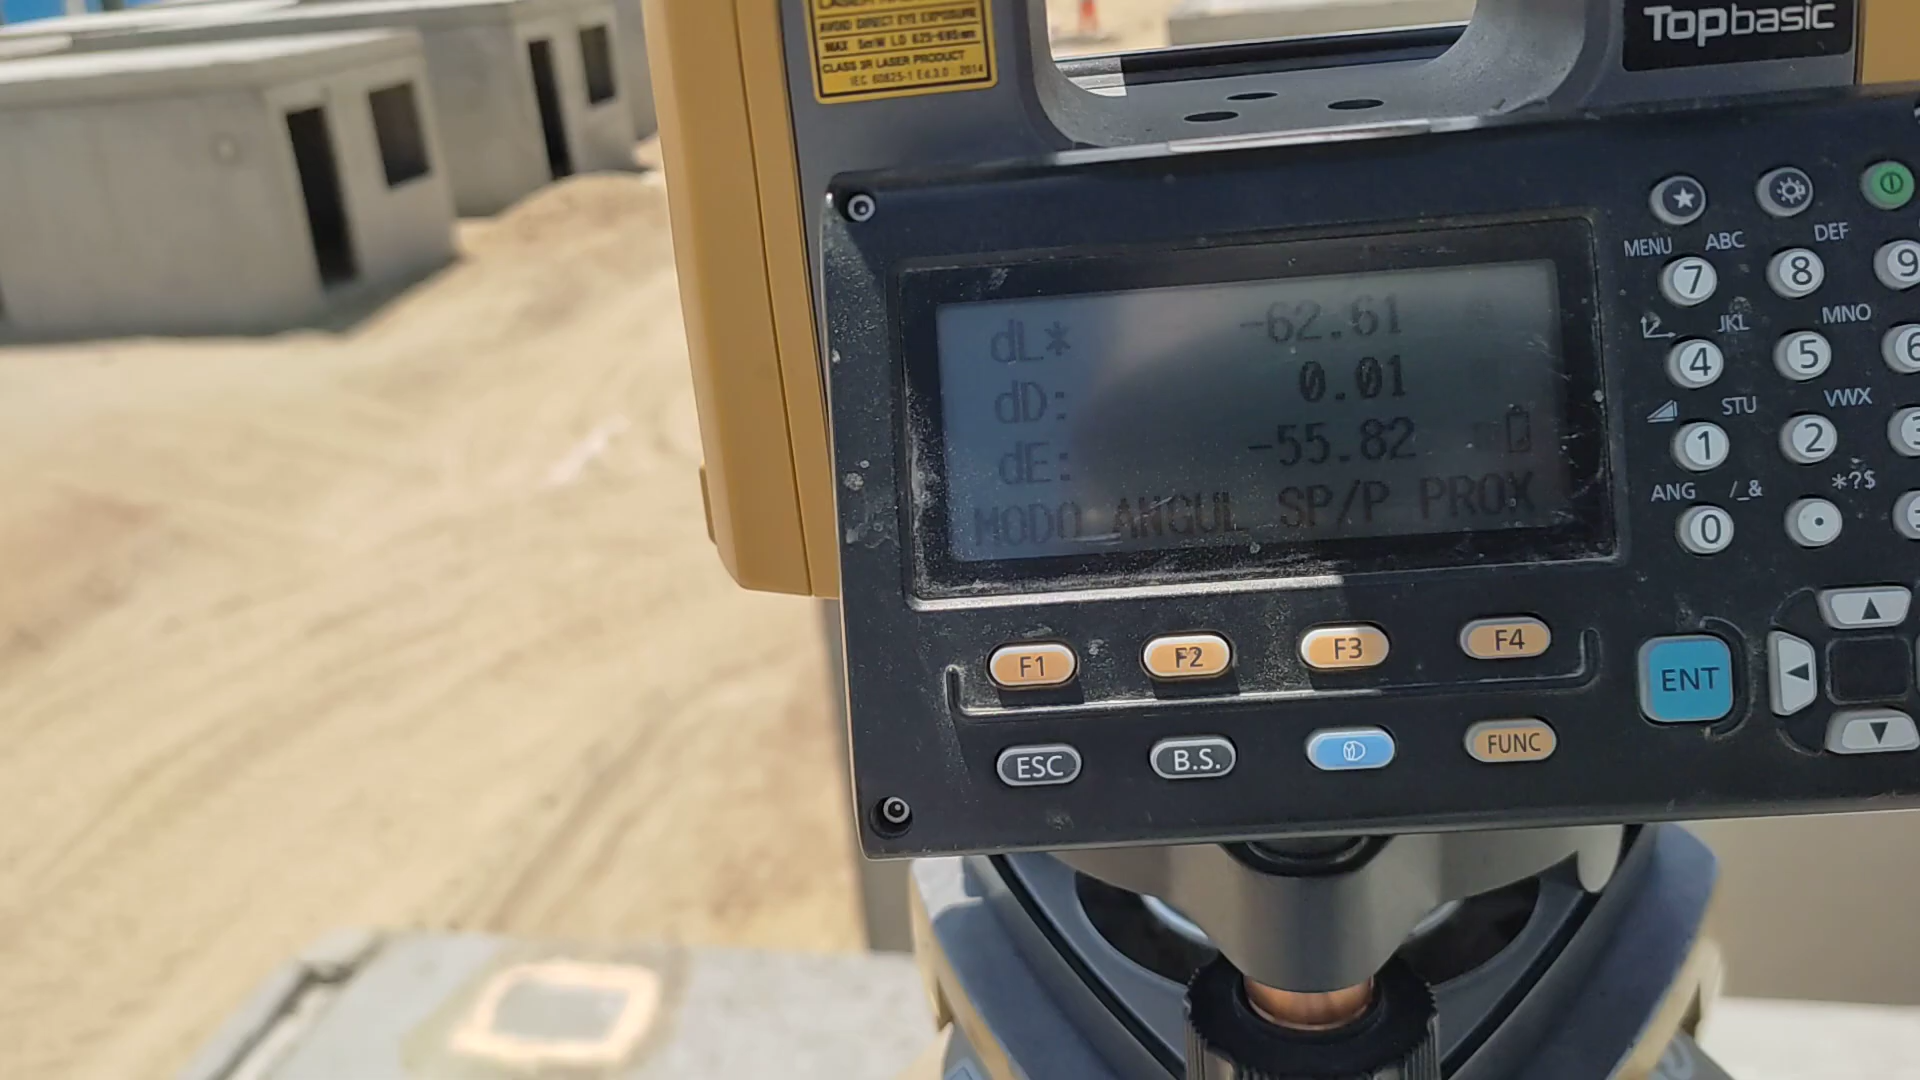 AVOID DIRECT EYE EXPOSURE
MAX 5mW LD 625-695nm
CLASS 3R LASER PRODUCT
IEC 60825-1 Ed.3.0 : 2014
Topbasic
dL* -62.61
dD: 0.01
dE: -55.82
MODO ANGUL SP/P PROX
F1 F2 F3 F4
ESC B.S. FUNC
MENU ABC DEF
7 8 9
JKL MNO
4 5 6
STU VWX
1 2 3
ANG /_& *?$
0 .
ENT